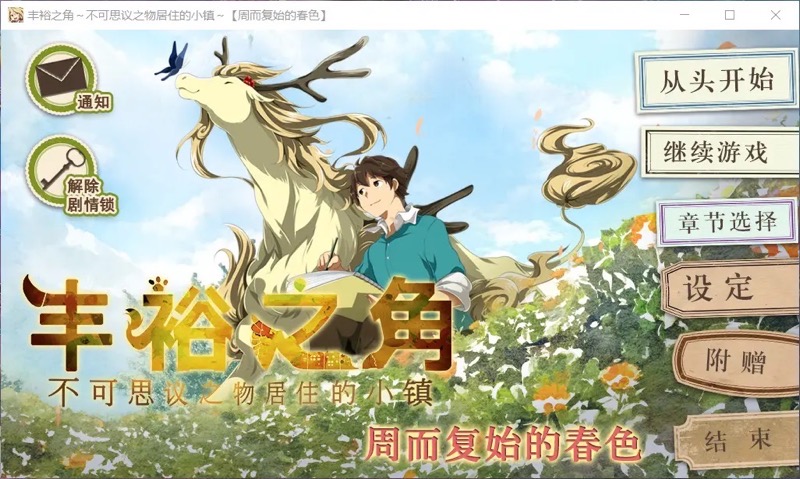 丰裕之角～不可思议之物居住的小镇～【周而复始的春色】
通知
解除
剧情锁
从头开始
继续游戏
章节选择
设定
附赠
结束
丰裕之角
不可思议之物居住的小镇
周而复始的春色